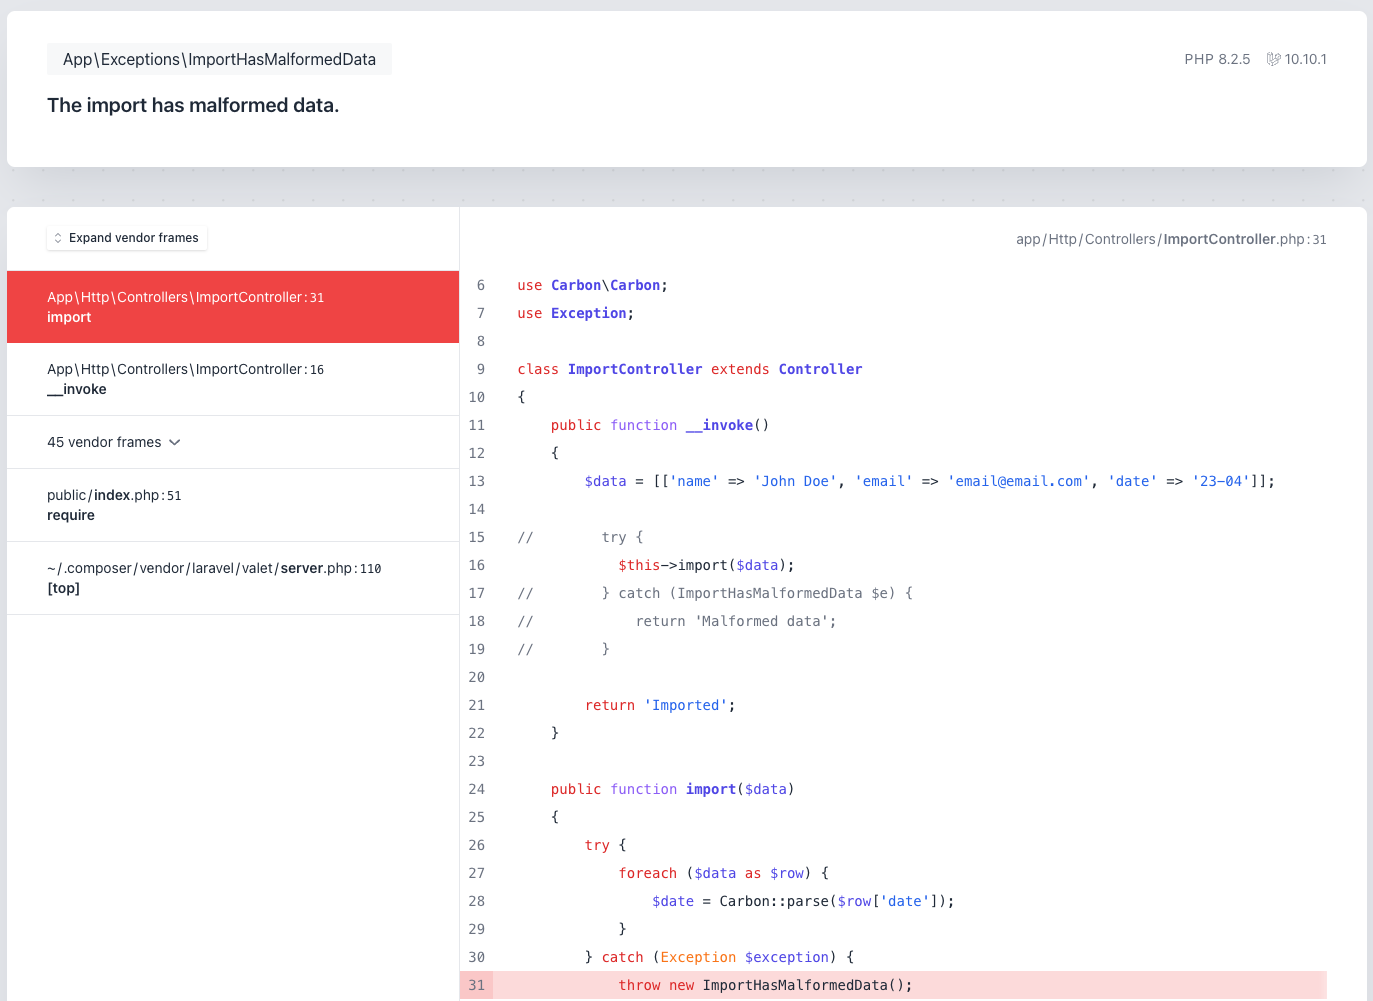 App\Exceptions\ImportHasMalformedData
PHP 8.2.5 10.10.1
The import has malformed data.
Expand vendor frames
App\Http\Controllers\ImportController:31
import
App\Http\Controllers\ImportController:16
__invoke
45 vendor frames
public/index.php:51
require
~/.composer/vendor/laravel/valet/server.php:110
[top]
app/Http/Controllers/ImportController.php:31
6 use Carbon\Carbon;
7 use Exception;
8
9 class ImportController extends Controller
10 {
11     public function __invoke()
12     {
13         $data = [['name' => 'John Doe', 'email' => 'email@email.com', 'date' => '23-04']];
14
15 //        try {
16             $this->import($data);
17 //        } catch (ImportHasMalformedData $e) {
18 //            return 'Malformed data';
19 //        }
20
21         return 'Imported';
22     }
23
24     public function import($data)
25     {
26         try {
27             foreach ($data as $row) {
28                 $date = Carbon::parse($row['date']);
29             }
30         } catch (Exception $exception) {
31             throw new ImportHasMalformedData();